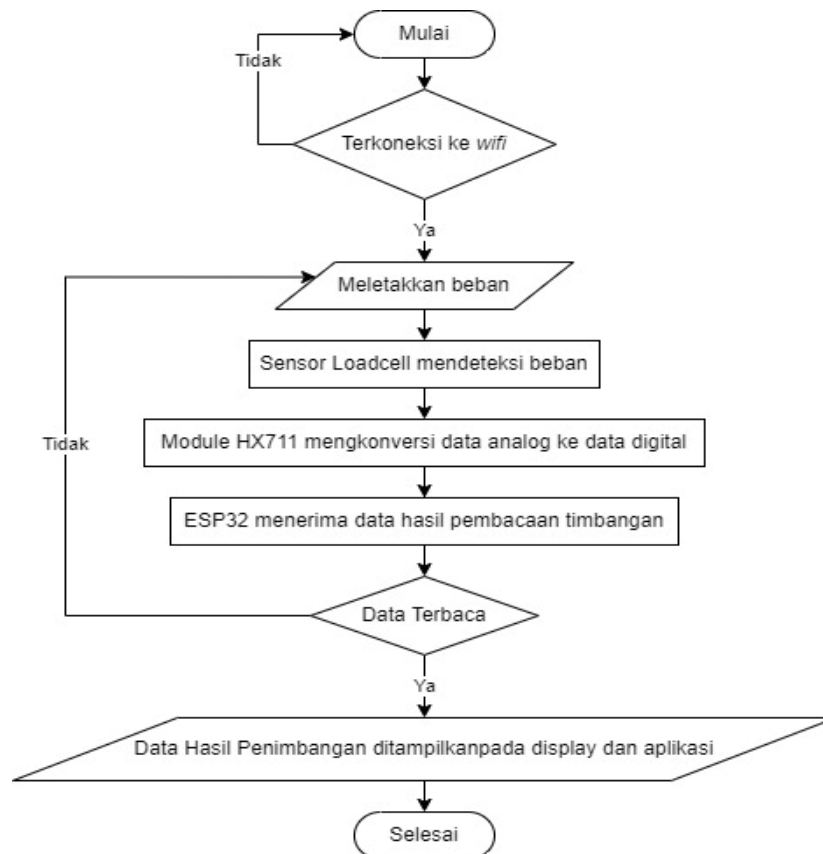 Mulai
Tidak
Terkoneksi ke wifi
Ya
Meletakkan beban
Sensor Loadcell mendeteksi beban
Module HX711 mengkonversi data analog ke data digital
Tidak
ESP32 menerima data hasil pembacaan timbangan
Data Terbaca
Ya
Data Hasil Penimbangan ditampilkanpada display dan aplikasi
Selesai